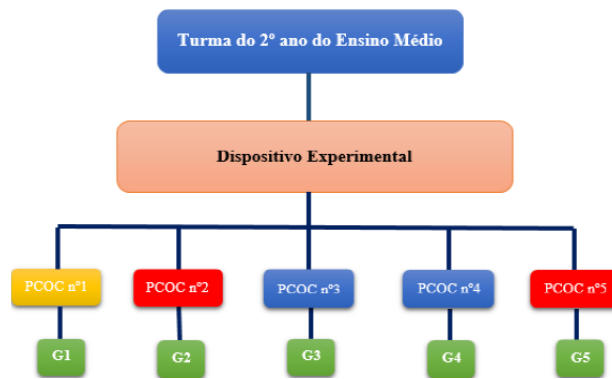 Turma do 2º ano do Ensino Médio
Dispositivo Experimental
PCOC nº1
PCOC nº2
PCOC nº3
PCOC nº4
PCOC nº5
G1
G2
G3
G4
G5